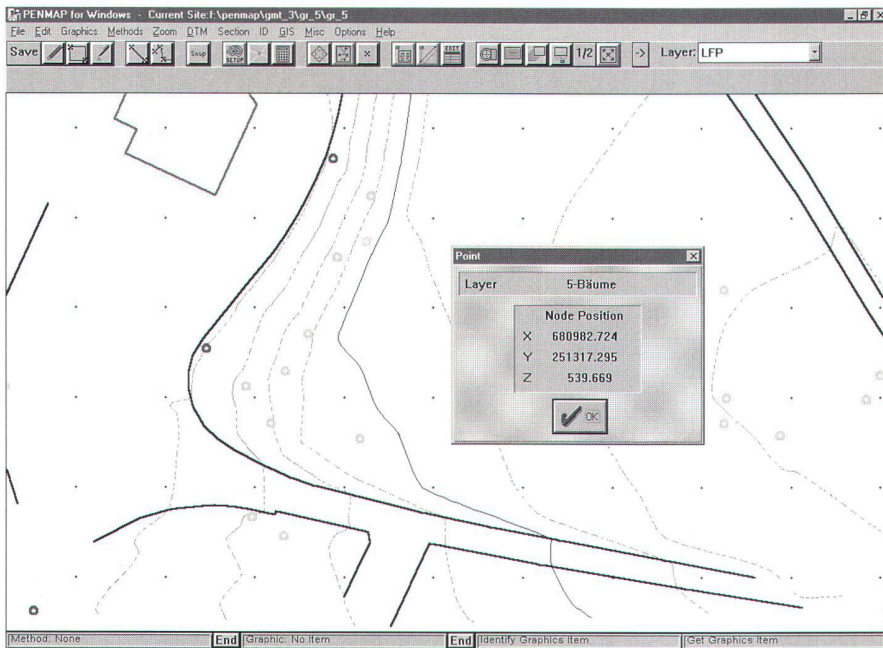 PENMAP for Windows - Current Site:f:\penmap\gmt_3\gr_5\gr_5
File Edit Graphics Methods Zoom DTM Section ID GIS Misc Options Help
Save Snap SETUP EDIT 1/2 -> Layer: LFP
Point
Layer 5-Bäume
Node Position
X 680982.724
Y 251317.295
Z 539.669
OK
Method: None End Graphic: No Item End Identify Graphics Item Get Graphics Item